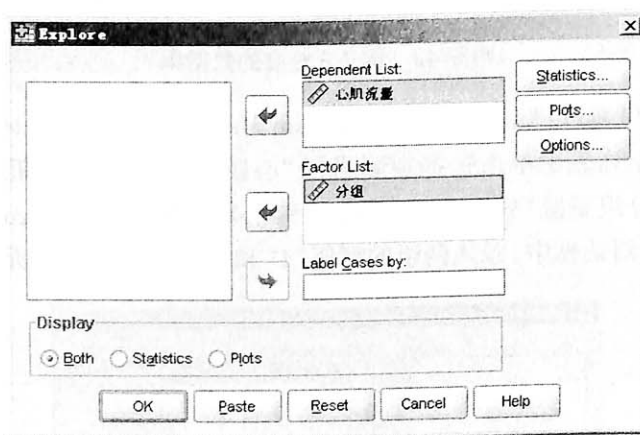 Explore
Dependent List:
心肌流量
Statistics...
Plots...
Options...
Factor List:
分组
Label Cases by:
Display
Both
Statistics
Plots
OK
Paste
Reset
Cancel
Help